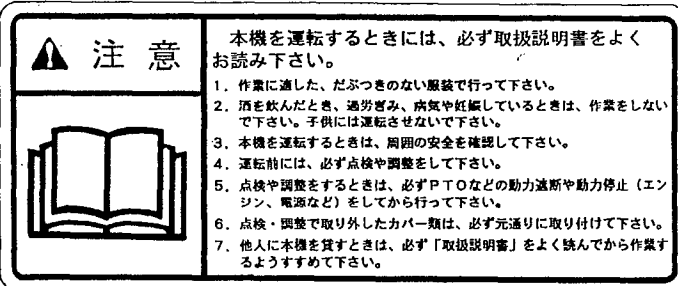 注 意
本機を運転するときには、必ず取扱説明書をよく
お読み下さい。
1．作業に適した、だぶつきのない服装で行って下さい。
2．酒を飲んだとき、過労ぎみ、病気や妊娠しているときは、作業をしない
で下さい。子供には運転させないで下さい。
3．本機を運転するときは、周囲の安全を確認して下さい。
4．運転前には、必ず点検や調整をして下さい。
5．点検や調整をするときは、必ずＰＴＯなどの動力遮断や動力停止（エン
ジン、電源など）をしてから行って下さい。
6．点検・調整で取り外したカバー類は、必ず元通りに取り付けて下さい。
7．他人に本機を貸すときは、必ず「取扱説明書」をよく読んでから作業す
るようすすめて下さい。